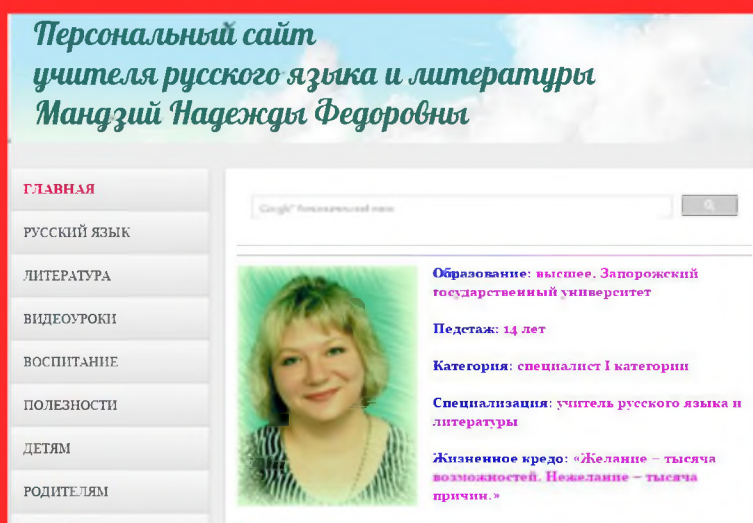 Персональный сайт
учителя русского языка и литературы
Мандзий Надежды Федоровны
ГЛАВНАЯ
РУССКИЙ ЯЗЫК
ЛИТЕРАТУРА
ВИДЕОУРОКИ
ВОСПИТАНИЕ
ПОЛЕЗНОСТИ
ДЕТЯМ
РОДИТЕЛЯМ
Google
Образование: высшее. Запорожский
государственный университет
Педстаж: 14 лет
Категория: специалист I категории
Специализация: учитель русского языка и
литературы
Жизненное кредо: «Желание – тысяча
возможностей. Нежелание – тысяча
причин.»